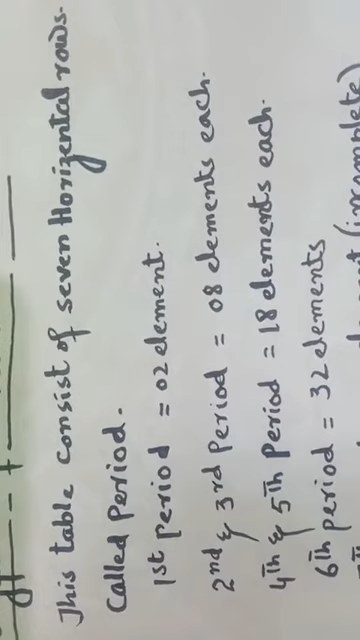 This table consist of seven Horizental rows.
Called Period.
1st period = 02 element.
2nd & 3rd Period = 08 elements each.
4th & 5th Period = 18 elements each.
6th period = 32 elements
(incomplete)